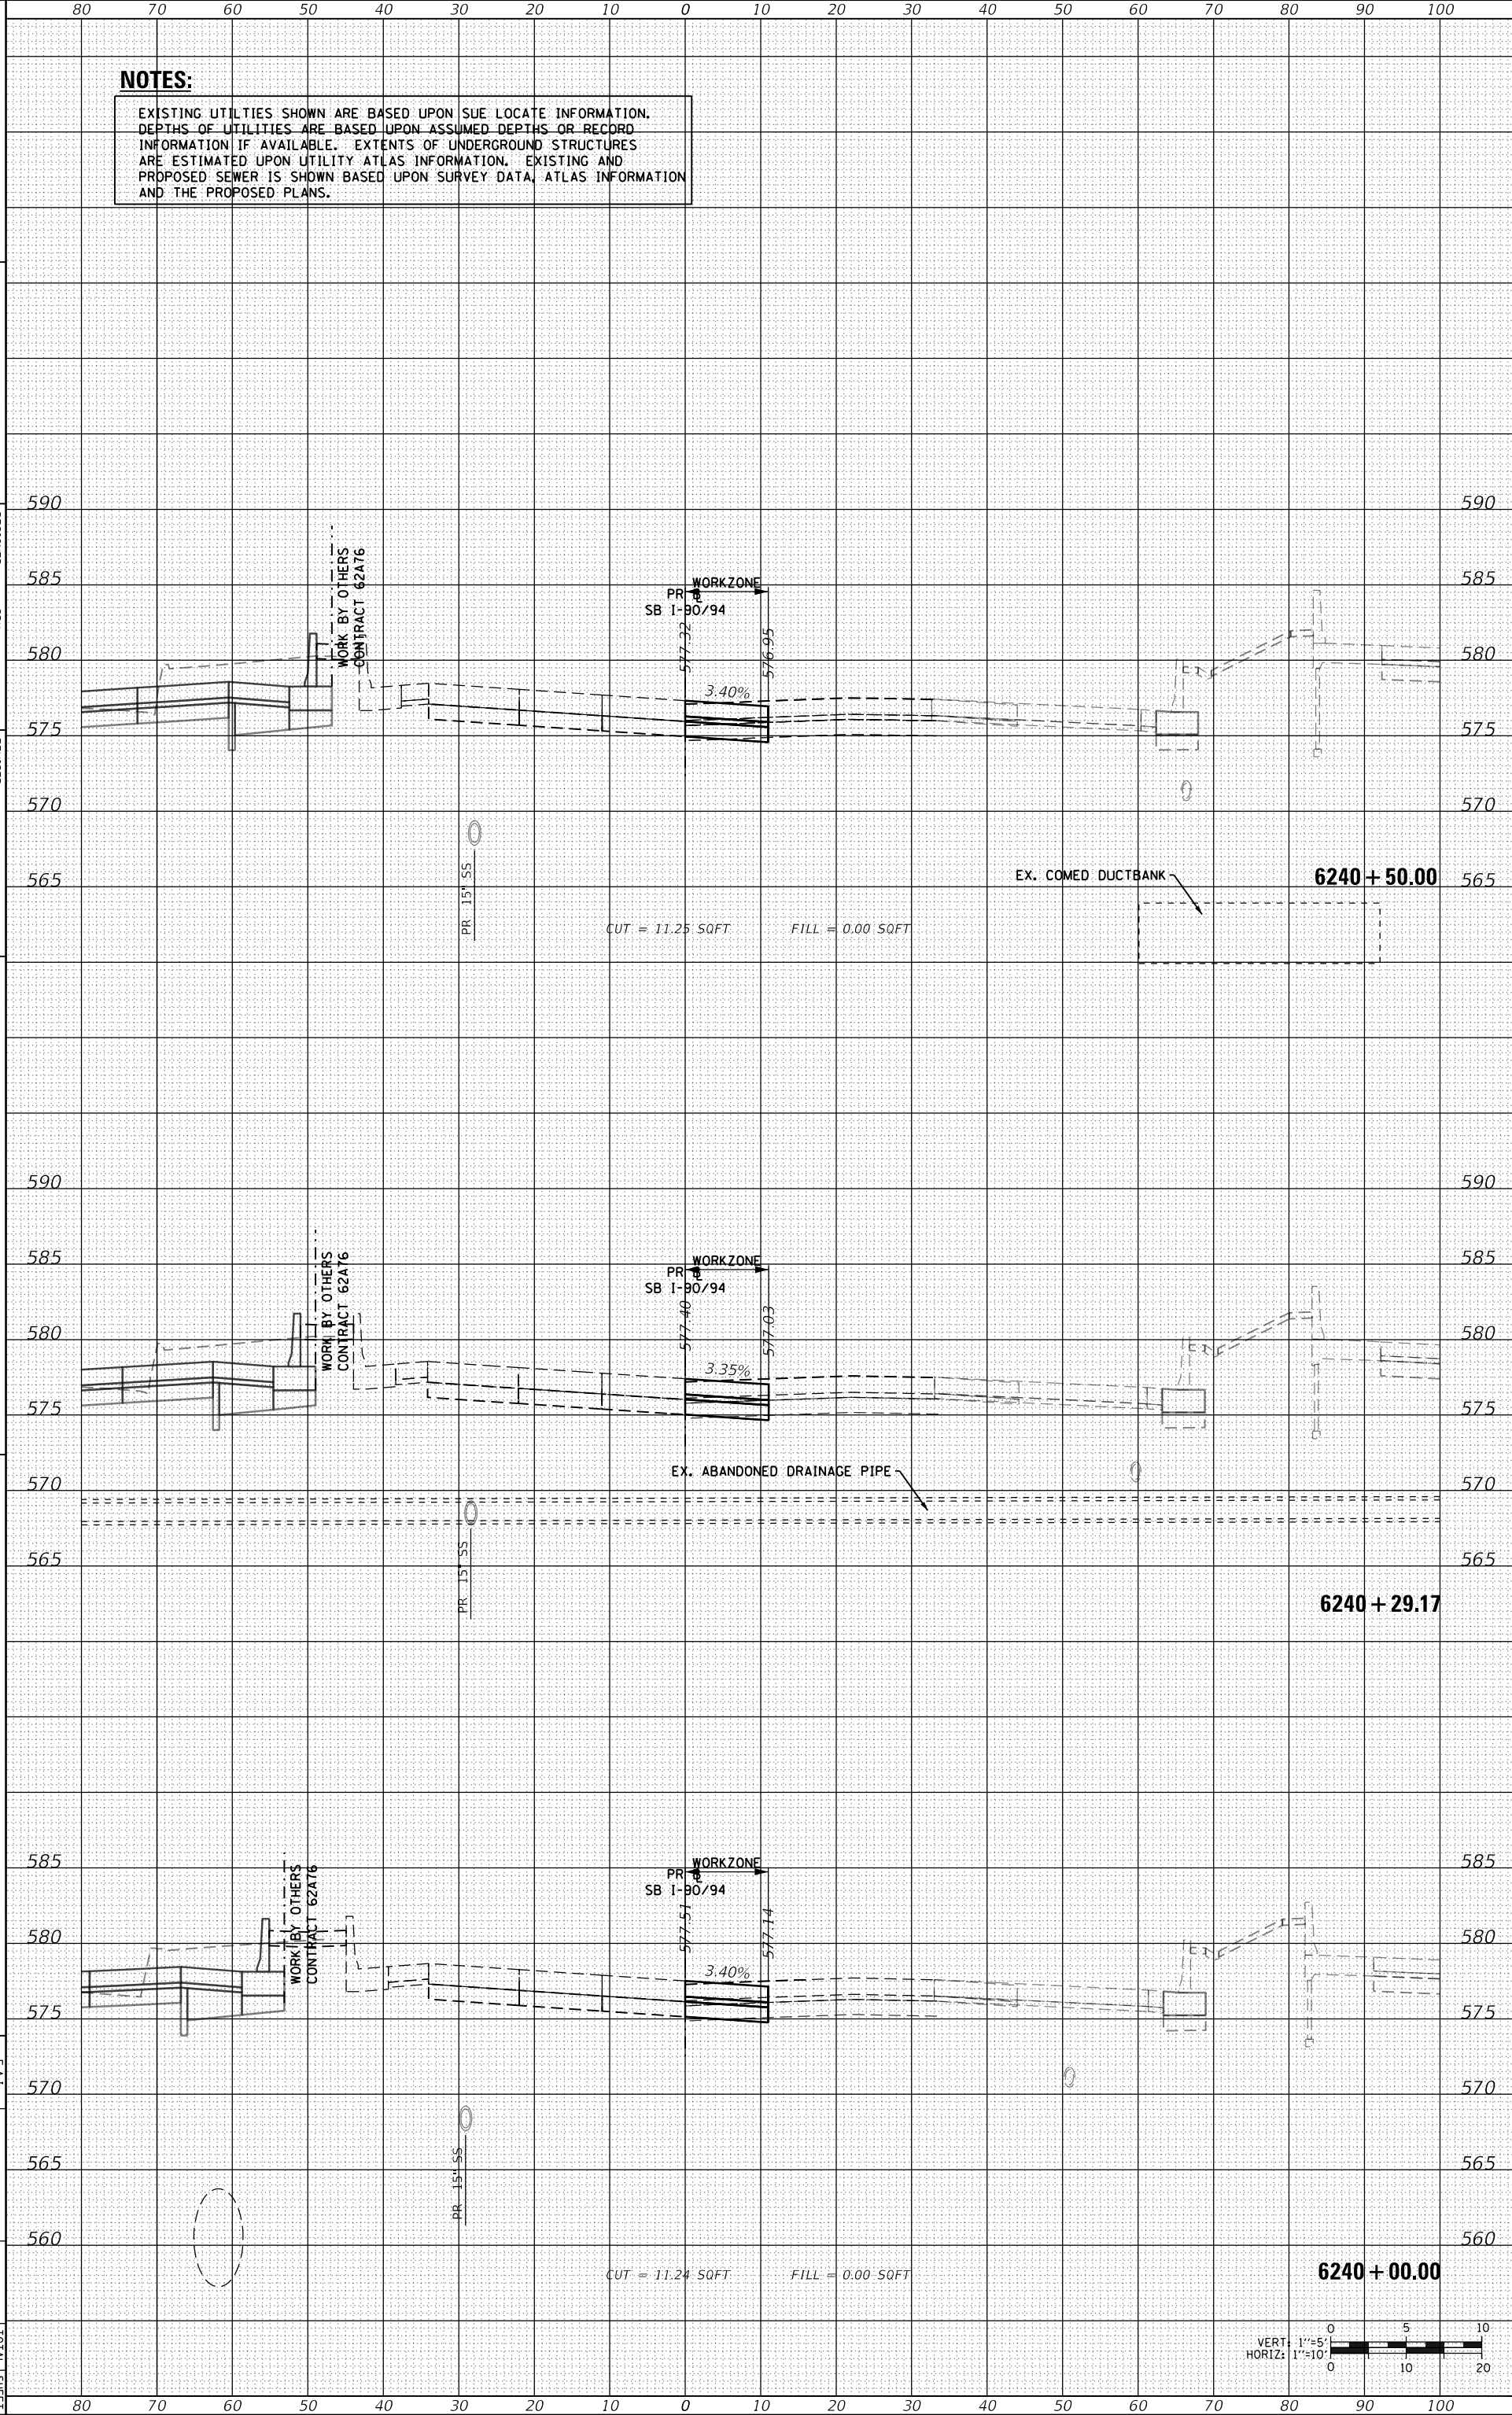 80 70 60 50 40 30 20 10 0 10 20 30 40 50 60 70 80 90 100
NOTES:
EXISTING UTILTIES SHOWN ARE BASED UPON SUE LOCATE INFORMATION.
DEPTHS OF UTILITIES ARE BASED UPON ASSUMED DEPTHS OR RECORD
INFORMATION IF AVAILABLE. EXTENTS OF UNDERGROUND STRUCTURES
ARE ESTIMATED UPON UTILITY ATLAS INFORMATION. EXISTING AND
PROPOSED SEWER IS SHOWN BASED UPON SURVEY DATA, ATLAS INFORMATION
AND THE PROPOSED PLANS.
590 590
585 585
WORK BY OTHERS
CONTRACT 62A76
WORKZONE
PR
SB I-90/94
577.32
576.95
580 580
3.40%
575 575
570 570
PR 15" SS
EX. COMED DUCTBANK
565 565
6240+50.00
CUT = 11.25 SQFT FILL = 0.00 SQFT
590 590
585 585
WORK BY OTHERS
CONTRACT 62A76
WORKZONE
PR
SB I-90/94
577.40
577.03
580 580
3.35%
575 575
EX. ABANDONED DRAINAGE PIPE
570 570
PR 15" SS
565 565
6240+29.17
585 585
WORK BY OTHERS
CONTRACT 62A76
WORKZONE
PR
SB I-90/94
577.51
577.14
580 580
3.40%
575 575
570 570
PR 15" SS
565 565
560 560
6240+00.00
CUT = 11.24 SQFT FILL = 0.00 SQFT
0 5 10
VERT: 1''=5'
HORIZ: 1''=10'
0 10 20
80 70 60 50 40 30 20 10 0 10 20 30 40 50 60 70 80 90 100